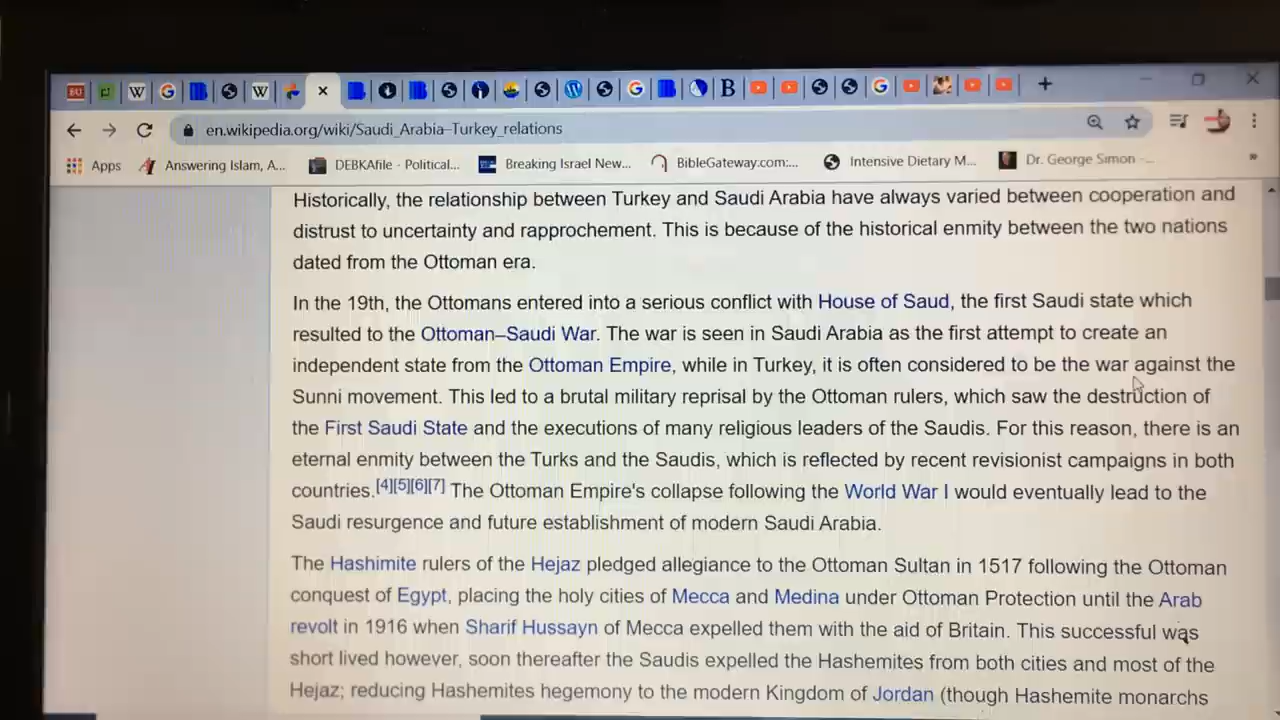 en.wikipedia.org/wiki/Saudi_Arabia–Turkey_relations
Apps Answering Islam, A... DEBKAfile - Political... Breaking Israel New... BibleGateway.com:... Intensive Dietary M... Dr. George Simon -...
Historically, the relationship between Turkey and Saudi Arabia have always varied between cooperation and
distrust to uncertainty and rapprochement. This is because of the historical enmity between the two nations
dated from the Ottoman era.
In the 19th, the Ottomans entered into a serious conflict with House of Saud, the first Saudi state which
resulted to the Ottoman–Saudi War. The war is seen in Saudi Arabia as the first attempt to create an
independent state from the Ottoman Empire, while in Turkey, it is often considered to be the war against the
Sunni movement. This led to a brutal military reprisal by the Ottoman rulers, which saw the destruction of
the First Saudi State and the executions of many religious leaders of the Saudis. For this reason, there is an
eternal enmity between the Turks and the Saudis, which is reflected by recent revisionist campaigns in both
countries.[4][5][6][7] The Ottoman Empire's collapse following the World War I would eventually lead to the
Saudi resurgence and future establishment of modern Saudi Arabia.
The Hashimite rulers of the Hejaz pledged allegiance to the Ottoman Sultan in 1517 following the Ottoman
conquest of Egypt, placing the holy cities of Mecca and Medina under Ottoman Protection until the Arab
revolt in 1916 when Sharif Hussayn of Mecca expelled them with the aid of Britain. This successful was
short lived however, soon thereafter the Saudis expelled the Hashemites from both cities and most of the
Hejaz; reducing Hashemites hegemony to the modern Kingdom of Jordan (though Hashemite monarchs